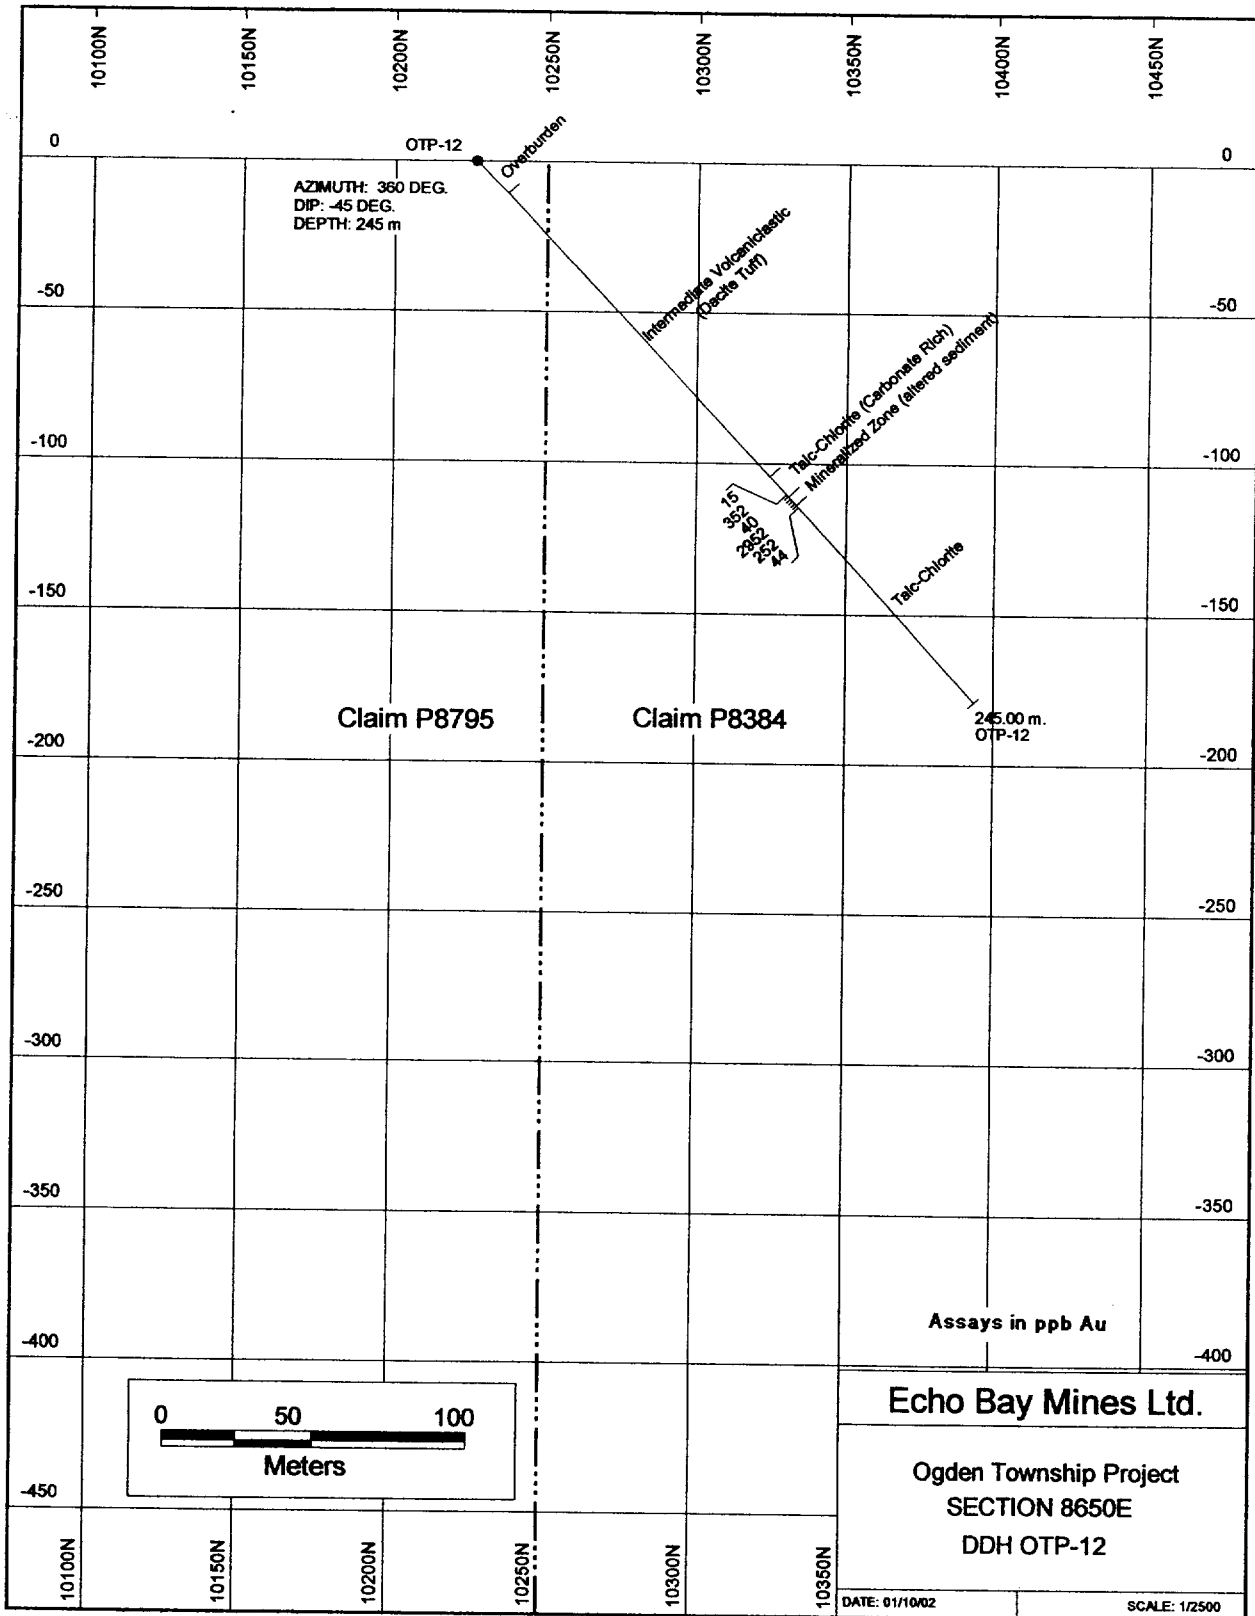 10100N
10150N
10200N
10250N
10300N
10350N
10400N
10450N
0
OTP-12
Overburden
0
AZIMUTH: 360 DEG.
DIP: -45 DEG.
DEPTH: 245 m
Intermediate Volcaniclastic
(Dacite Tuff)
-50
-50
Talc-Chlorite (Carbonate Rich)
Mineralized Zone (altered sediment)
-100
-100
15
352
40
2952
252
44
Talc-Chlorite
-150
-150
Claim P8795
Claim P8384
245.00 m.
OTP-12
-200
-200
-250
-250
-300
-300
-350
-350
Assays in ppb Au
-400
-400
Echo Bay Mines Ltd.
0 50 100
Meters
Ogden Township Project
SECTION 8650E
DDH OTP-12
-450
10100N
10150N
10200N
10250N
10300N
10350N
DATE: 01/10/02
SCALE: 1/2500